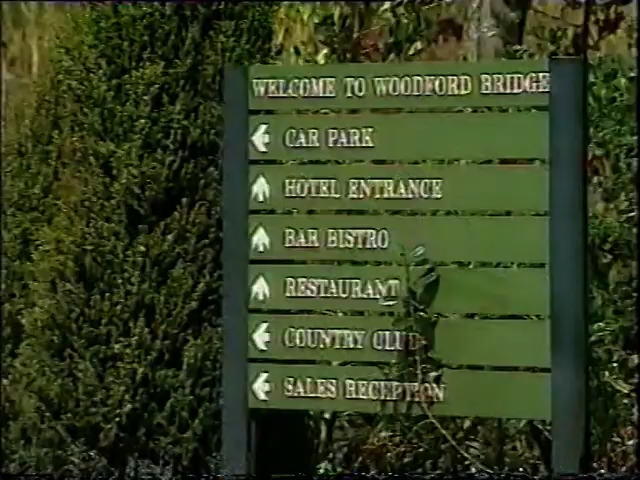 WELCOME TO WOODFORD BRIDGE
CAR PARK
HOTEL ENTRANCE
BAR BISTRO
RESTAURANT
COUNTRY CLUB
SALES RECEPTION